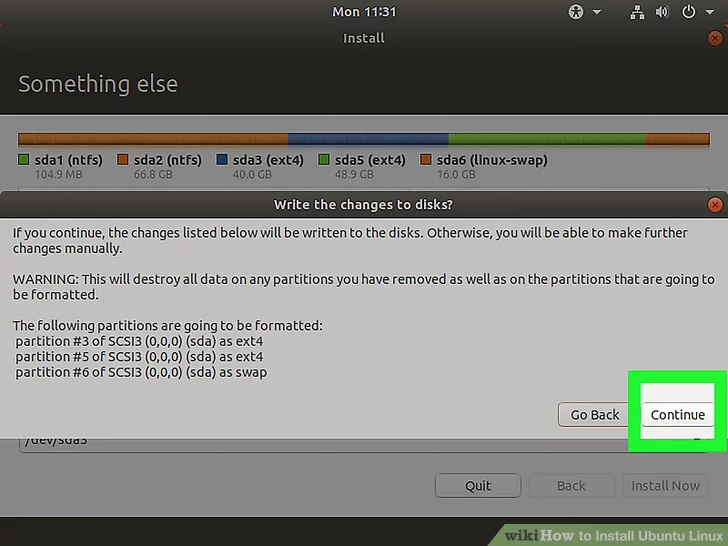 Mon 11:31
Install
Something else
sda1 (ntfs) sda2 (ntfs) sda3 (ext4) sda5 (ext4) sda6 (linux-swap)
104.9 MB 66.8 GB 40.0 GB 48.9 GB 16.0 GB
Write the changes to disks?
If you continue, the changes listed below will be written to the disks. Otherwise, you will be able to make further
changes manually.
WARNING: This will destroy all data on any partitions you have removed as well as on the partitions that are going to
be formatted.
The following partitions are going to be formatted:
partition #3 of SCSI3 (0,0,0) (sda) as ext4
partition #5 of SCSI3 (0,0,0) (sda) as ext4
partition #6 of SCSI3 (0,0,0) (sda) as swap
Go Back Continue
/dev/sda3
Quit Back Install Now
wikiHow to Install Ubuntu Linux